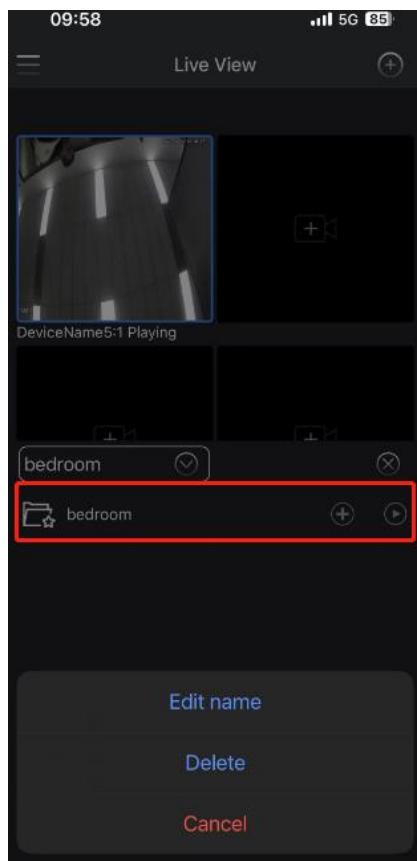 09:58 5G 85
Live View
DeviceName5:1 Playing
bedroom
bedroom
Edit name
Delete
Cancel